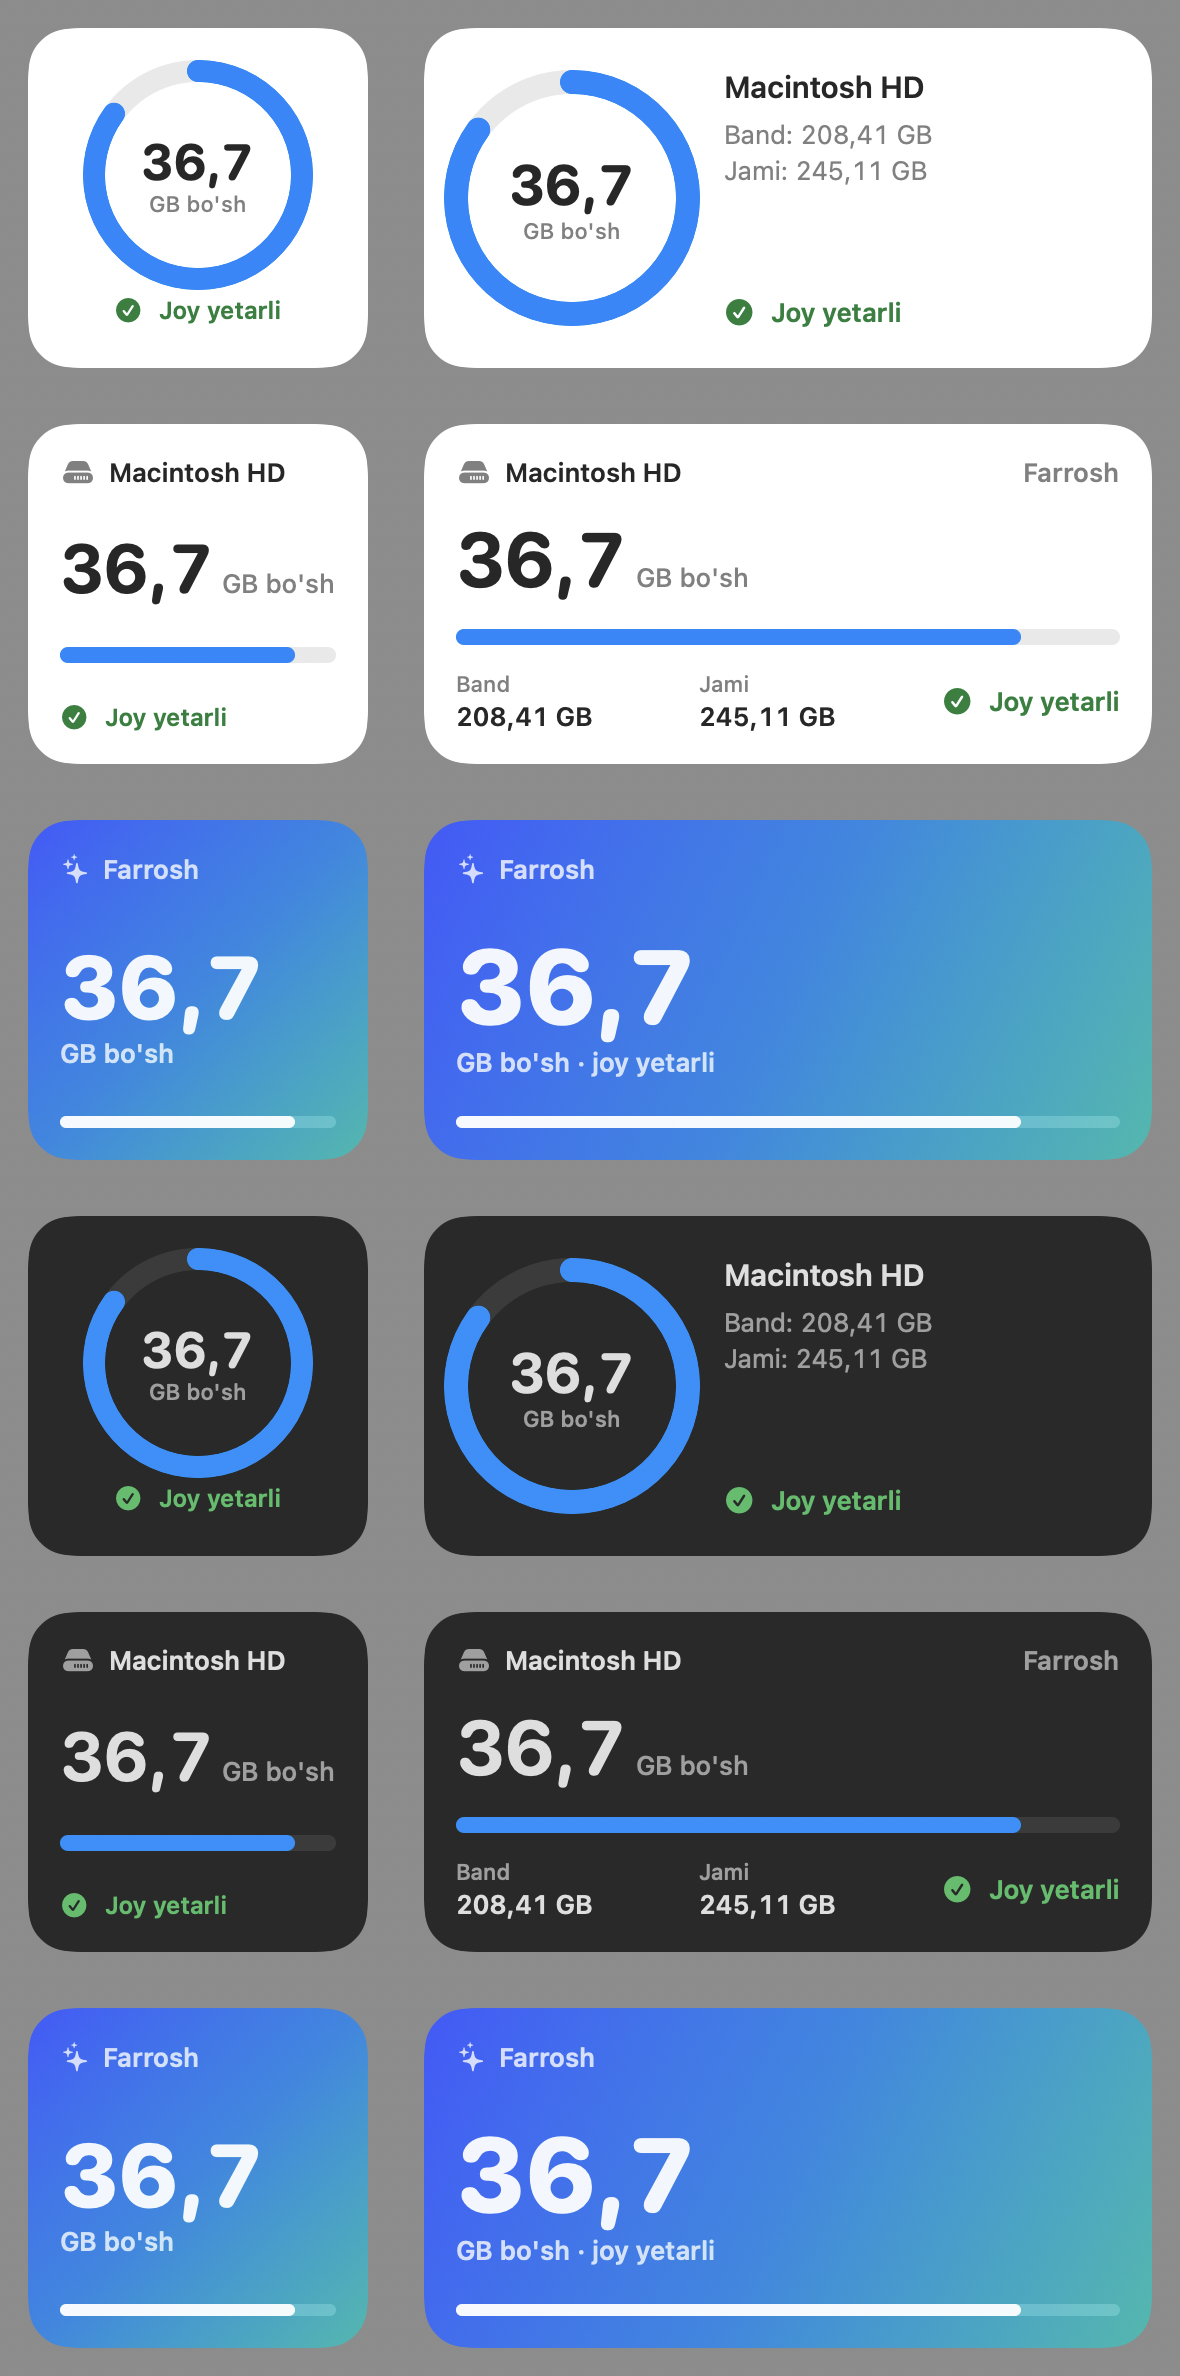 36,7
GB bo'sh
Joy yetarli
36,7
GB bo'sh
Macintosh HD
Band: 208,41 GB
Jami: 245,11 GB
Joy yetarli
Macintosh HD
36,7 GB bo'sh
Joy yetarli
Macintosh HD
Farrosh
36,7 GB bo'sh
Band
208,41 GB
Jami
245,11 GB
Joy yetarli
Farrosh
36,7
GB bo'sh
Farrosh
36,7
GB bo'sh · joy yetarli
36,7
GB bo'sh
Joy yetarli
36,7
GB bo'sh
Macintosh HD
Band: 208,41 GB
Jami: 245,11 GB
Joy yetarli
Macintosh HD
36,7 GB bo'sh
Joy yetarli
Macintosh HD
Farrosh
36,7 GB bo'sh
Band
208,41 GB
Jami
245,11 GB
Joy yetarli
Farrosh
36,7
GB bo'sh
Farrosh
36,7
GB bo'sh · joy yetarli